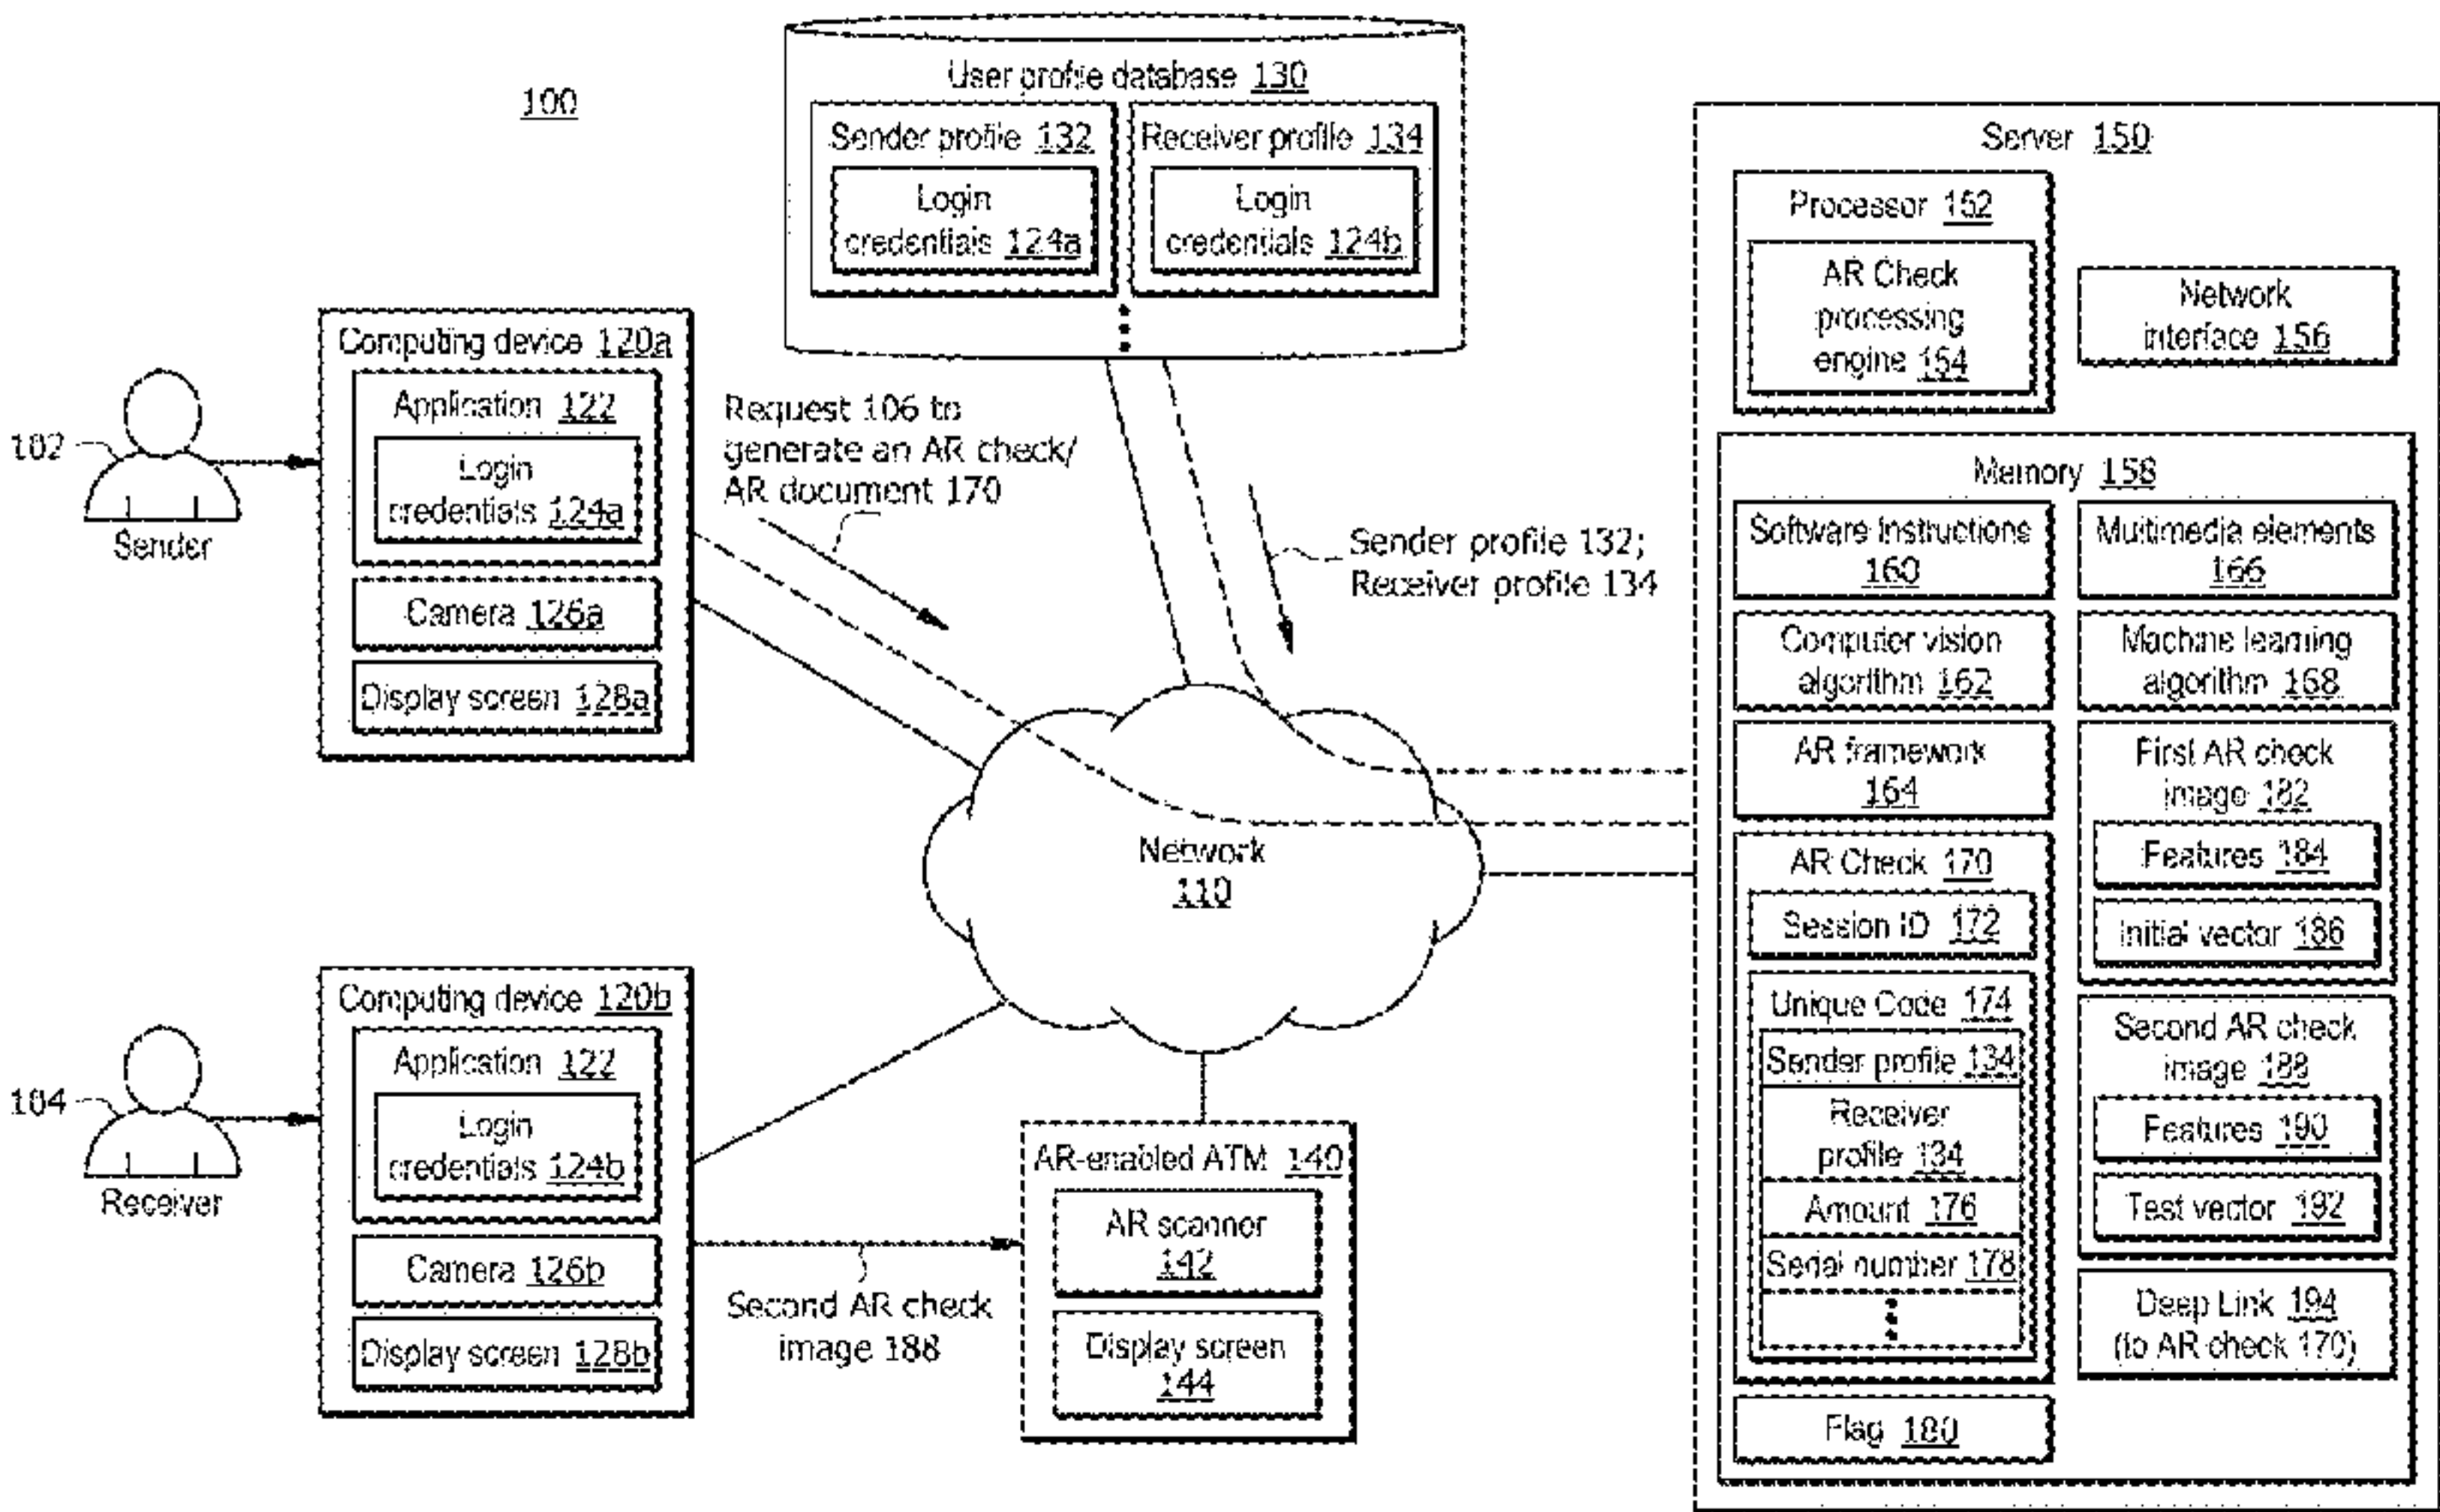 100
User profile database 130
Sender profile 132
Login
credentials 124a
Receiver profile 134
Login
credentials 124b
Computing device 120a
Application 122
Login
credentials 124a
Camera 126a
Display screen 128a
102
Sender
Request 106 to
generate an AR check/
AR document 170
Sender profile 132;
Receiver profile 134
Network
110
Computing device 120b
Application 122
Login
credentials 124b
Camera 126b
Display screen 128b
104
Receiver
Second AR check
image 188
AR-enabled ATM 140
AR scanner
142
Display screen
144
Server 150
Processor 152
AR Check
processing
engine 154
Network
interface 156
Memory 158
Software instructions
160
Computer vision
algorithm 162
AR framework
164
AR Check 170
Session ID 172
Unique Code 174
Sender profile 134
Receiver
profile 134
Amount 176
Serial number 178
Flag 180
Multimedia elements
166
Machine learning
algorithm 168
First AR check
image 182
Features 184
Initial vector 186
Second AR check
image 188
Features 190
Test vector 192
Deep Link 194
(to AR check 170)